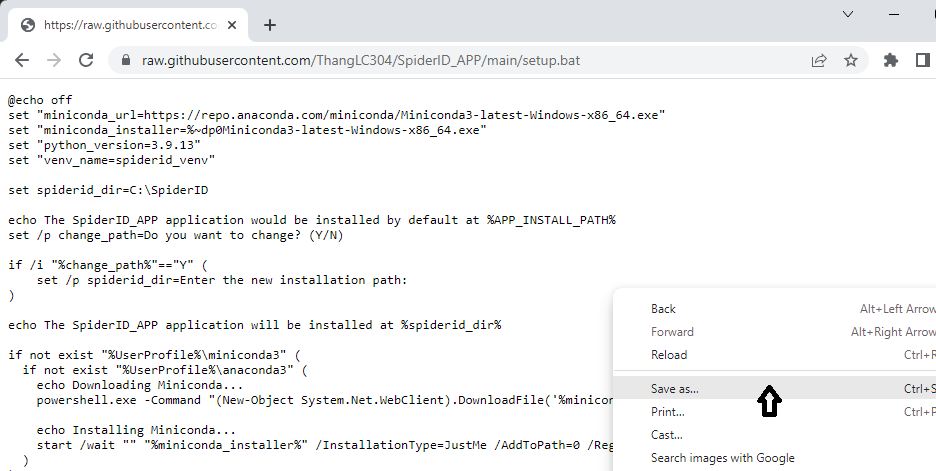 https://raw.githubusercontent.co
raw.githubusercontent.com/ThangLC304/SpiderID_APP/main/setup.bat
@echo off
set "miniconda_url=https://repo.anaconda.com/miniconda/Miniconda3-latest-Windows-x86_64.exe"
set "miniconda_installer=%~dp0Miniconda3-latest-Windows-x86_64.exe"
set "python_version=3.9.13"
set "venv_name=spiderid_venv"
set spiderid_dir=C:\SpiderID
echo The SpiderID_APP application would be installed by default at %APP_INSTALL_PATH%
set /p change_path=Do you want to change? (Y/N)
if /i "%change_path%"=="Y" (
set /p spiderid_dir=Enter the new installation path:
)
echo The SpiderID_APP application will be installed at %spiderid_dir%
if not exist "%UserProfile%\miniconda3" (
if not exist "%UserProfile%\anaconda3" (
echo Downloading Miniconda...
powershell.exe -Command "(New-Object System.Net.WebClient).DownloadFile('%minicon
echo Installing Miniconda...
start /wait "" "%miniconda_installer%" /InstallationType=JustMe /AddToPath=0 /Reg
)
Back Alt+Left Arrow
Forward Alt+Right Arrow
Reload Ctrl+R
Save as... Ctrl+S
Print... Ctrl+P
Cast...
Search images with Google